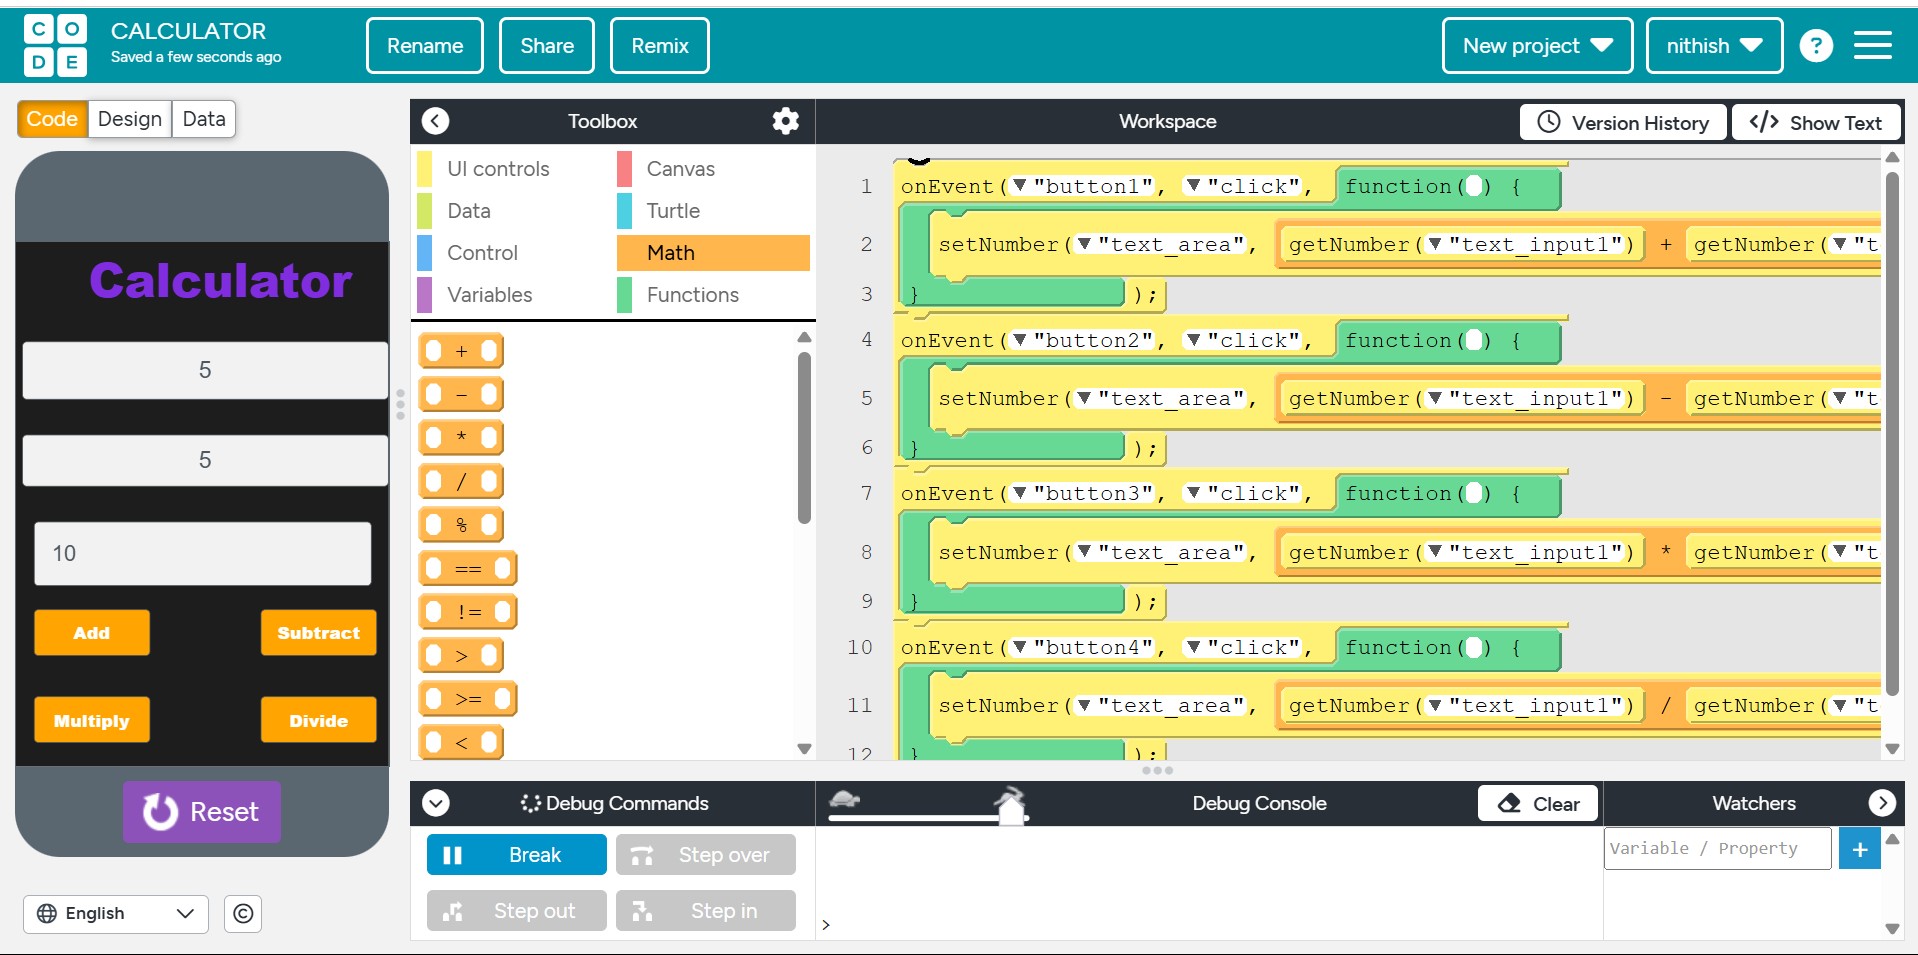 CODE
CALCULATOR
Saved a few seconds ago
Rename
Share
Remix
New project
nithish
?
Code
Design
Data
Toolbox
Workspace
Version History
</> Show Text
UI controls
Canvas
Data
Turtle
Control
Math
Variables
Functions
+
-
*
/
%
==
!=
>
>=
<
Calculator
5
5
10
Add
Subtract
Multiply
Divide
Reset
English
©
1 onEvent( ▼"button1", ▼"click", function( ) {
2 setNumber( ▼"text_area", getNumber( ▼"text_input1") + getNumber( ▼"t
3 } );
4 onEvent( ▼"button2", ▼"click", function( ) {
5 setNumber( ▼"text_area", getNumber( ▼"text_input1") - getNumber( ▼"t
6 } );
7 onEvent( ▼"button3", ▼"click", function( ) {
8 setNumber( ▼"text_area", getNumber( ▼"text_input1") * getNumber( ▼"t
9 } );
10 onEvent( ▼"button4", ▼"click", function( ) {
11 setNumber( ▼"text_area", getNumber( ▼"text_input1") / getNumber( ▼"t
12 } );
Debug Commands
Debug Console
Clear
Watchers
Break
Step over
Step out
Step in
>
Variable / Property
+